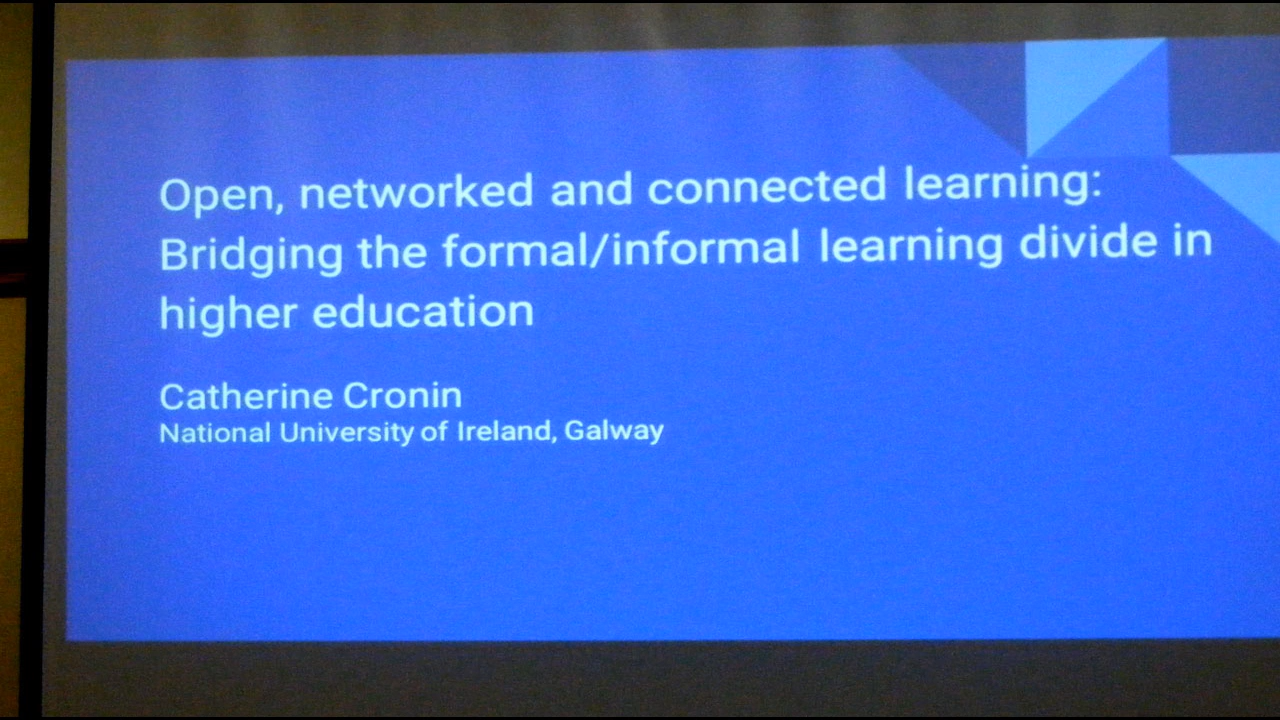 Open, networked and connected learning:
Bridging the formal/informal learning divide in
higher education
Catherine Cronin
National University of Ireland, Galway